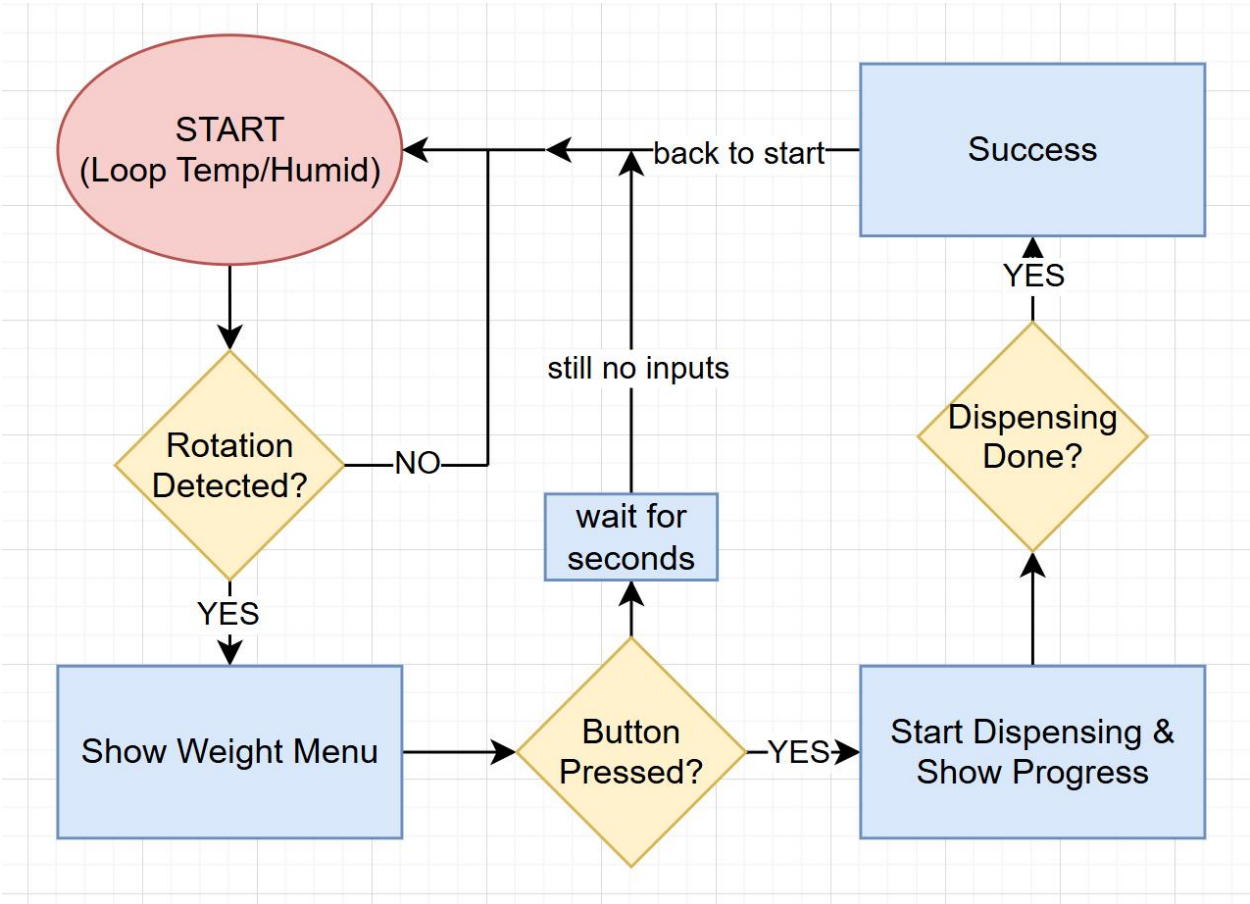 START
(Loop Temp/Humid)
back to start
Success
YES
still no inputs
Rotation
Detected?
NO
Dispensing
Done?
wait for
seconds
YES
Show Weight Menu
Button
Pressed?
YES
Start Dispensing &
Show Progress